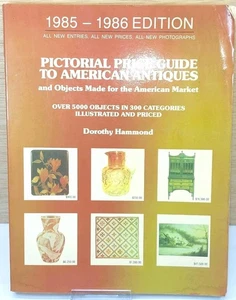 1985 – 1986 EDITION
ALL NEW ENTRIES, ALL NEW PRICES, ALL NEW PHOTOGRAPHS
PICTORIAL PRICE GUIDE
TO AMERICAN ANTIQUES
and Objects Made for the American Market
OVER 5000 OBJECTS IN 300 CATEGORIES
ILLUSTRATED AND PRICED
Dorothy Hammond